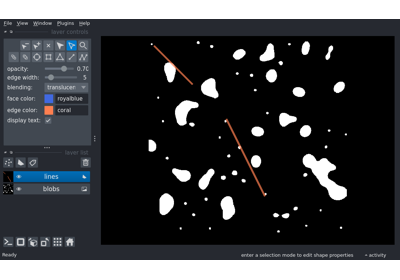 File View Window Plugins Help
layer controls
opacity: 0.70
edge width: 5
blending: translucen
face color: royalblue
edge color: coral
display text:
layer list
lines
blobs
Ready enter a selection mode to edit shape properties activity